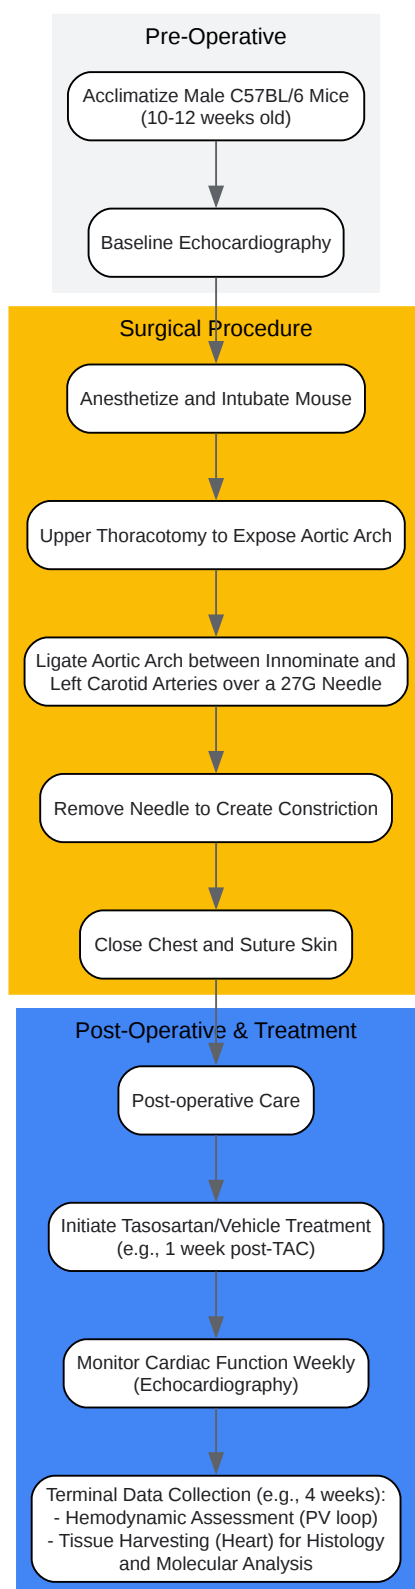 Pre-Operative
Acclimatize Male C57BL/6 Mice
(10-12 weeks old)
Baseline Echocardiography
Surgical Procedure
Anesthetize and Intubate Mouse
Upper Thoracotomy to Expose Aortic Arch
Ligate Aortic Arch between Innominate and
Left Carotid Arteries over a 27G Needle
Remove Needle to Create Constriction
Close Chest and Suture Skin
Post-Operative & Treatment
Post-operative Care
Initiate Tasosartan/Vehicle Treatment
(e.g., 1 week post-TAC)
Monitor Cardiac Function Weekly
(Echocardiography)
Terminal Data Collection (e.g., 4 weeks):
- Hemodynamic Assessment (PV loop)
- Tissue Harvesting (Heart) for Histology
and Molecular Analysis